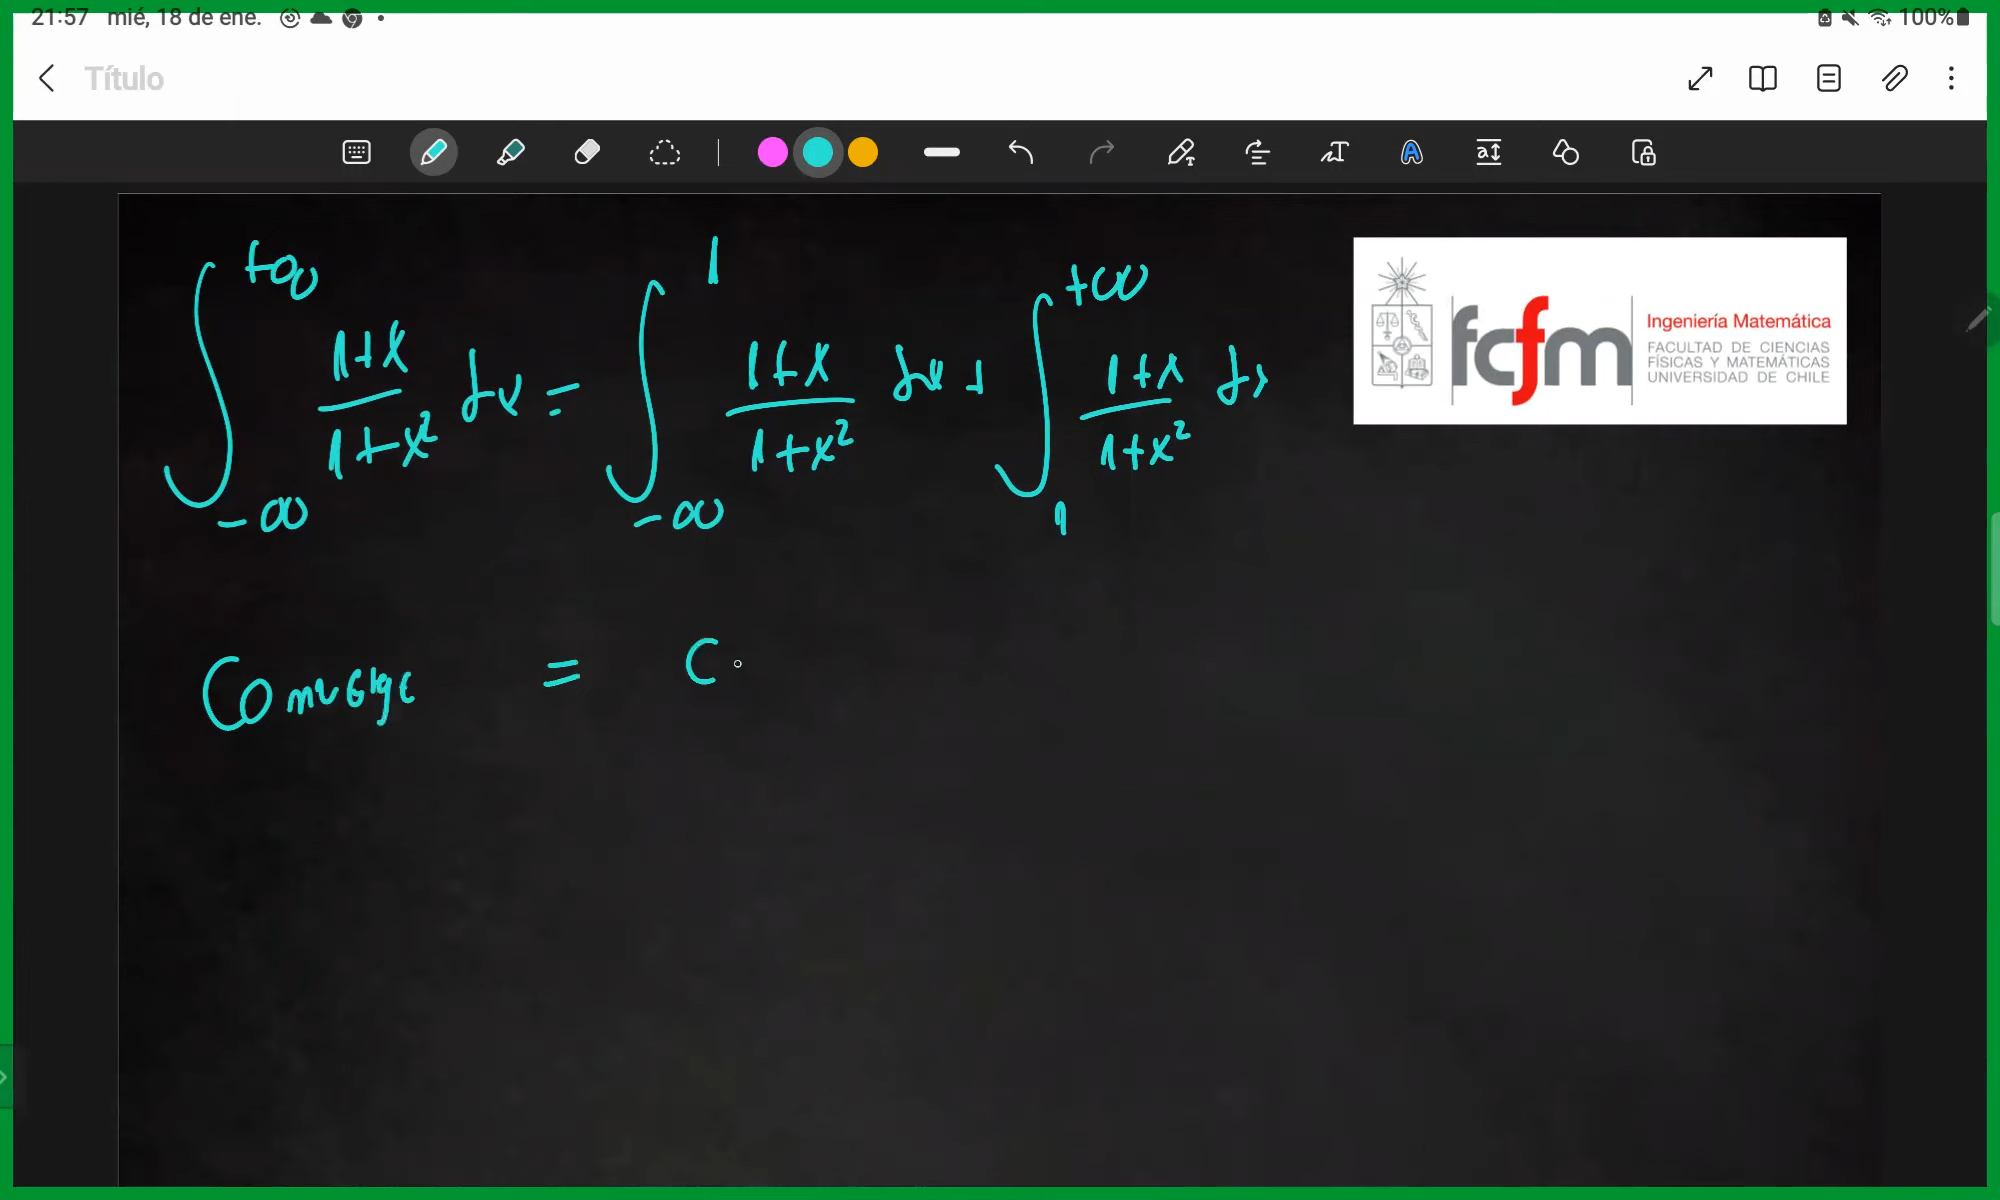 21:57 mié, 18 de ene. 100%
Título
∫_{-∞}^{+∞} (1+x)/(1+x²) dx = ∫_{-∞}^{1} (1+x)/(1+x²) dx + ∫_{1}^{+∞} (1+x)/(1+x²) dx
fcfm
Ingeniería Matemática
FACULTAD DE CIENCIAS
FÍSICAS Y MATEMÁTICAS
UNIVERSIDAD DE CHILE
Converge = C